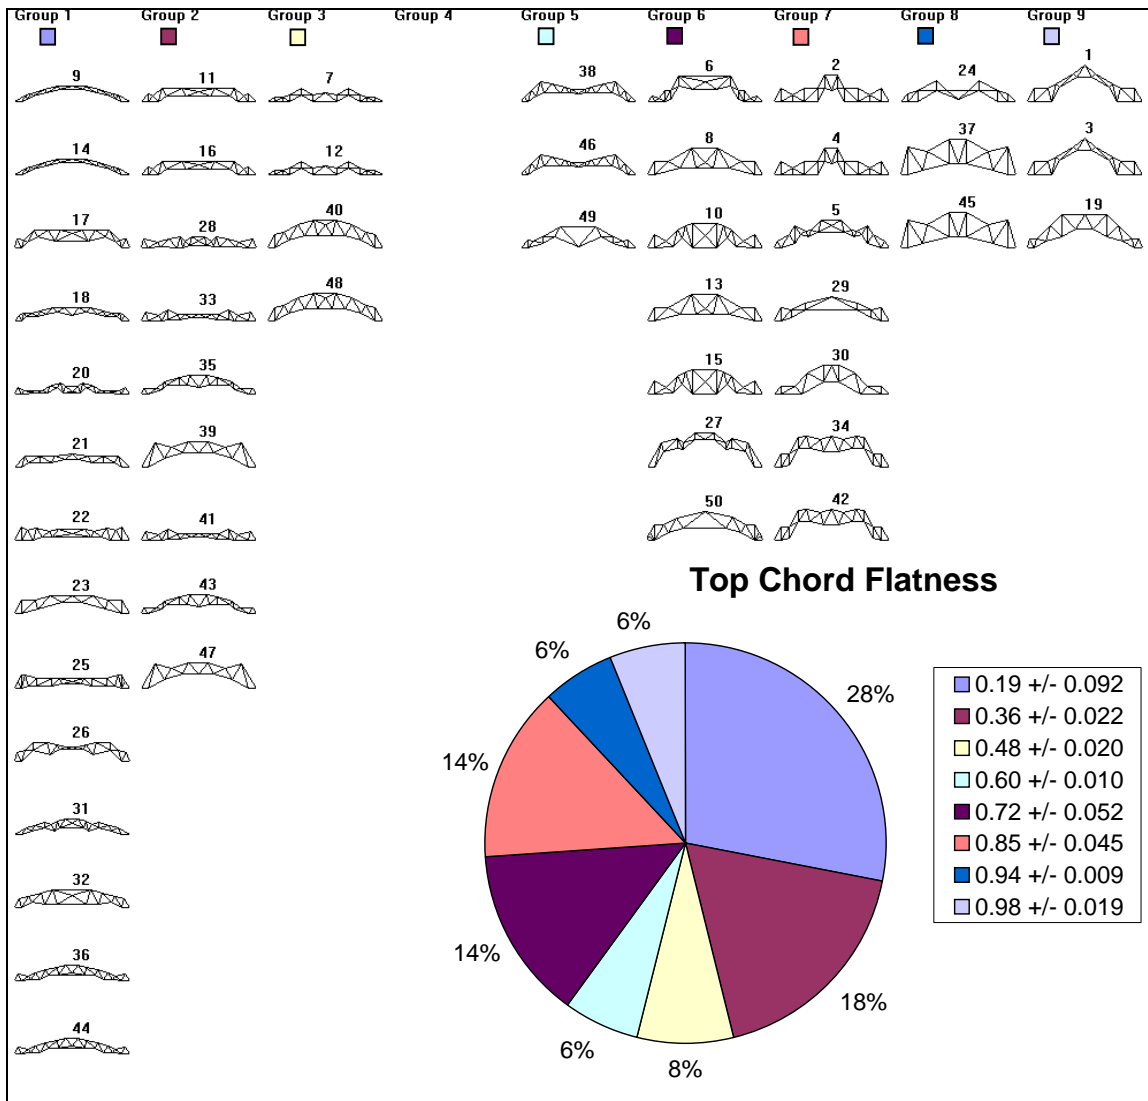 Group 1 Group 2 Group 3 Group 4 Group 5 Group 6 Group 7 Group 8 Group 9
9 11 7 38 6 2 24 1
14 16 12 46 8 4 37 3
17 28 40 49 10 5 45 19
18 33 48 13 29
20 35 15 30
21 39 27 34
22 41 50 42
23 43
25 47
26
31
32
36
44
Top Chord Flatness
6%
6%
28%
14%
14%
18%
6%
8%
0.19 +/- 0.092
0.36 +/- 0.022
0.48 +/- 0.020
0.60 +/- 0.010
0.72 +/- 0.052
0.85 +/- 0.045
0.94 +/- 0.009
0.98 +/- 0.019